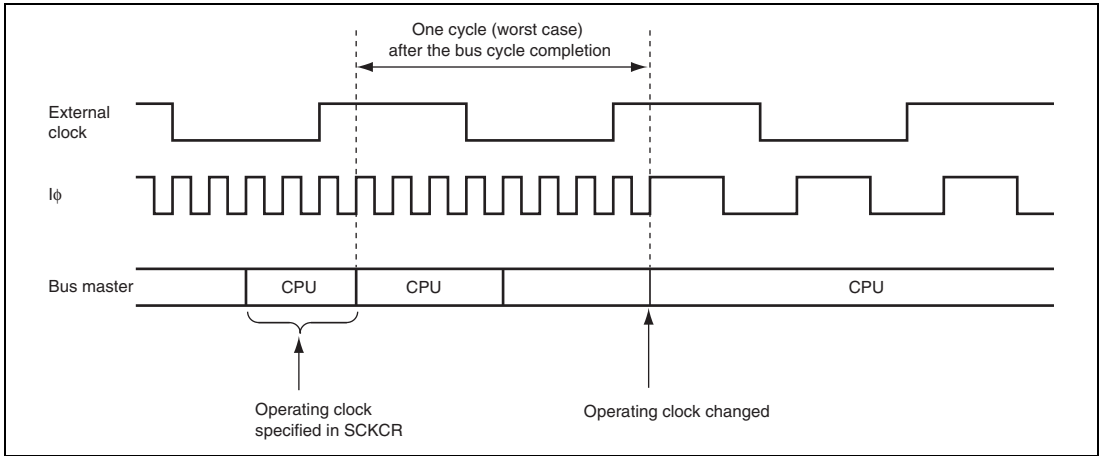 One cycle (worst case)
after the bus cycle completion
External
clock
Iϕ
Bus master
CPU
CPU
CPU
Operating clock
specified in SCKCR
Operating clock changed